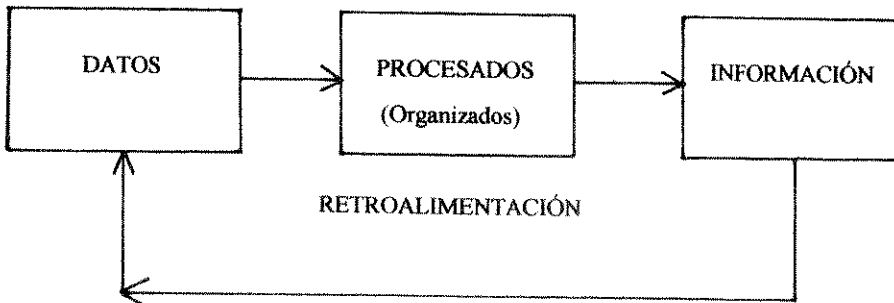 DATOS
PROCESADOS
(Organizados)
INFORMACIÓN
RETROALIMENTACIÓN